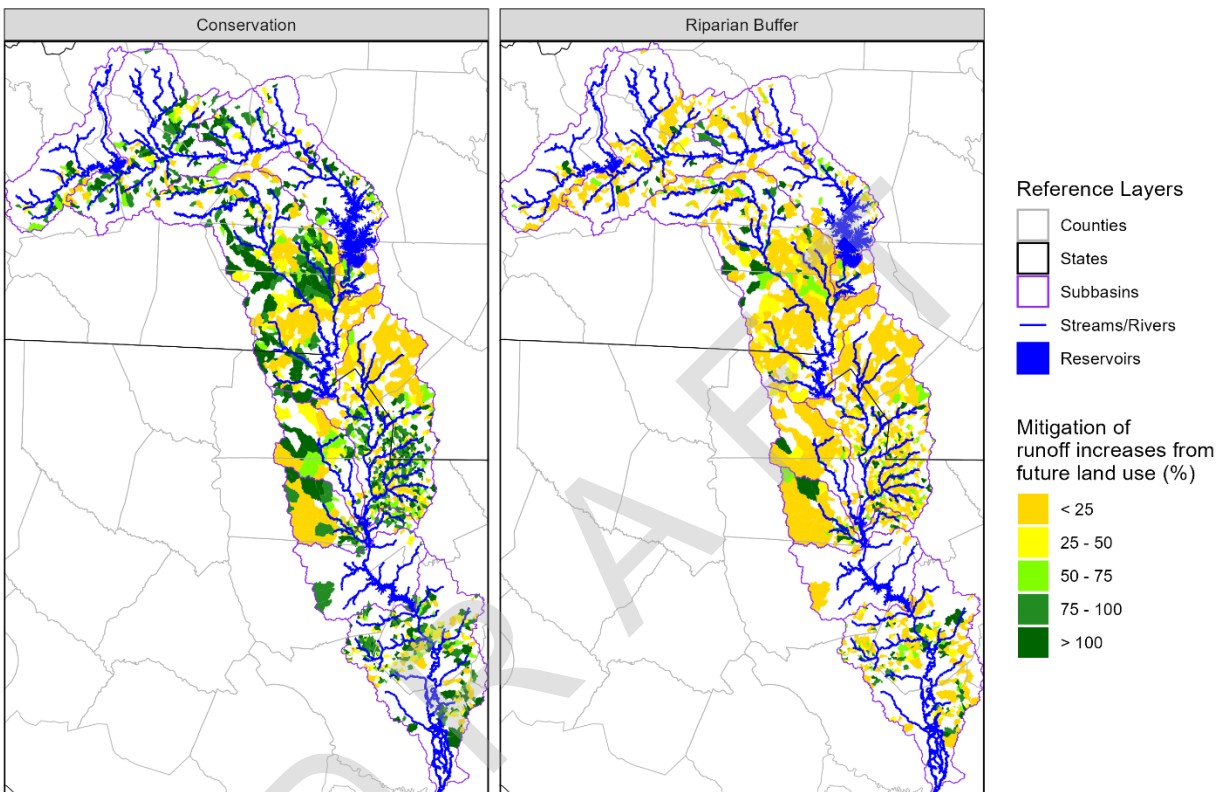 Conservation
Riparian Buffer
Reference Layers
Counties
States
Subbasins
Streams/Rivers
Reservoirs
Mitigation of
runoff increases from
future land use (%)
< 25
25 - 50
50 - 75
75 - 100
> 100
DRAFT